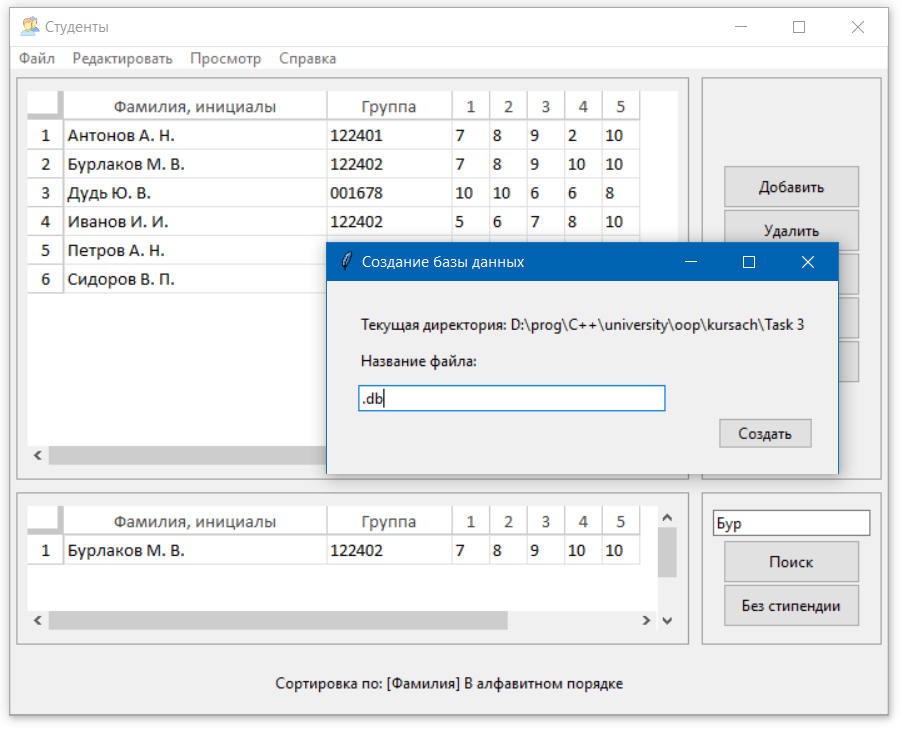 Студенты
Файл Редактировать Просмотр Справка
Фамилия, инициалы Группа 1 2 3 4 5
1 Антонов А. Н. 122401 7 8 9 2 10
2 Бурлаков М. В. 122402 7 8 9 10 10
3 Дудь Ю. В. 001678 10 10 6 6 8
4 Иванов И. И. 122402 5 6 7 8 10
5 Петров А. Н.
6 Сидоров В. П.
Добавить
Удалить
Создание базы данных
Текущая директория: D:\prog\C++\university\oop\kursach\Task 3
Название файла:
.db
Создать
Фамилия, инициалы Группа 1 2 3 4 5
1 Бурлаков М. В. 122402 7 8 9 10 10
Бур
Поиск
Без стипендии
Сортировка по: [Фамилия] В алфавитном порядке